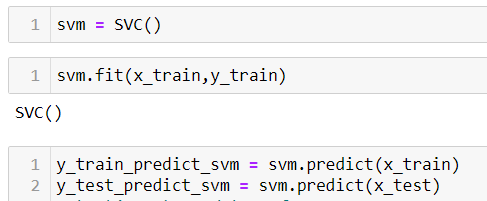 1 svm = SVC()
1 svm.fit(x_train,y_train)
SVC()
1 y_train_predict_svm = svm.predict(x_train)
2 y_test_predict_svm = svm.predict(x_test)